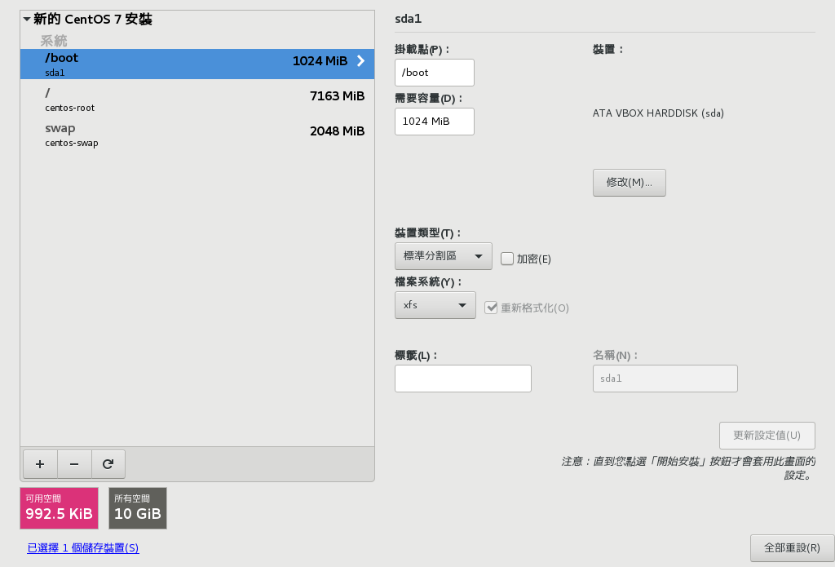 新的 CentOS 7 安裝
系統
/boot
1024 MiB
sda1
/
7163 MiB
centos-root
swap
2048 MiB
centos-swap
+
−
可用空間
992.5 KiB
所有空間
10 GiB
已選擇 1 個儲存裝置(S)
sda1
掛載點(P)：
裝置：
/boot
需要容量(D)：
1024 MiB
ATA VBOX HARDDISK (sda)
修改(M)...
裝置類型(T)：
標準分割區
加密(E)
檔案系統(Y)：
xfs
重新格式化(O)
標籤(L)：
名稱(N)：
sda1
更新設定值(U)
注意：直到您點選「開始安裝」按鈕才會套用此畫面的
設定。
全部重設(R)